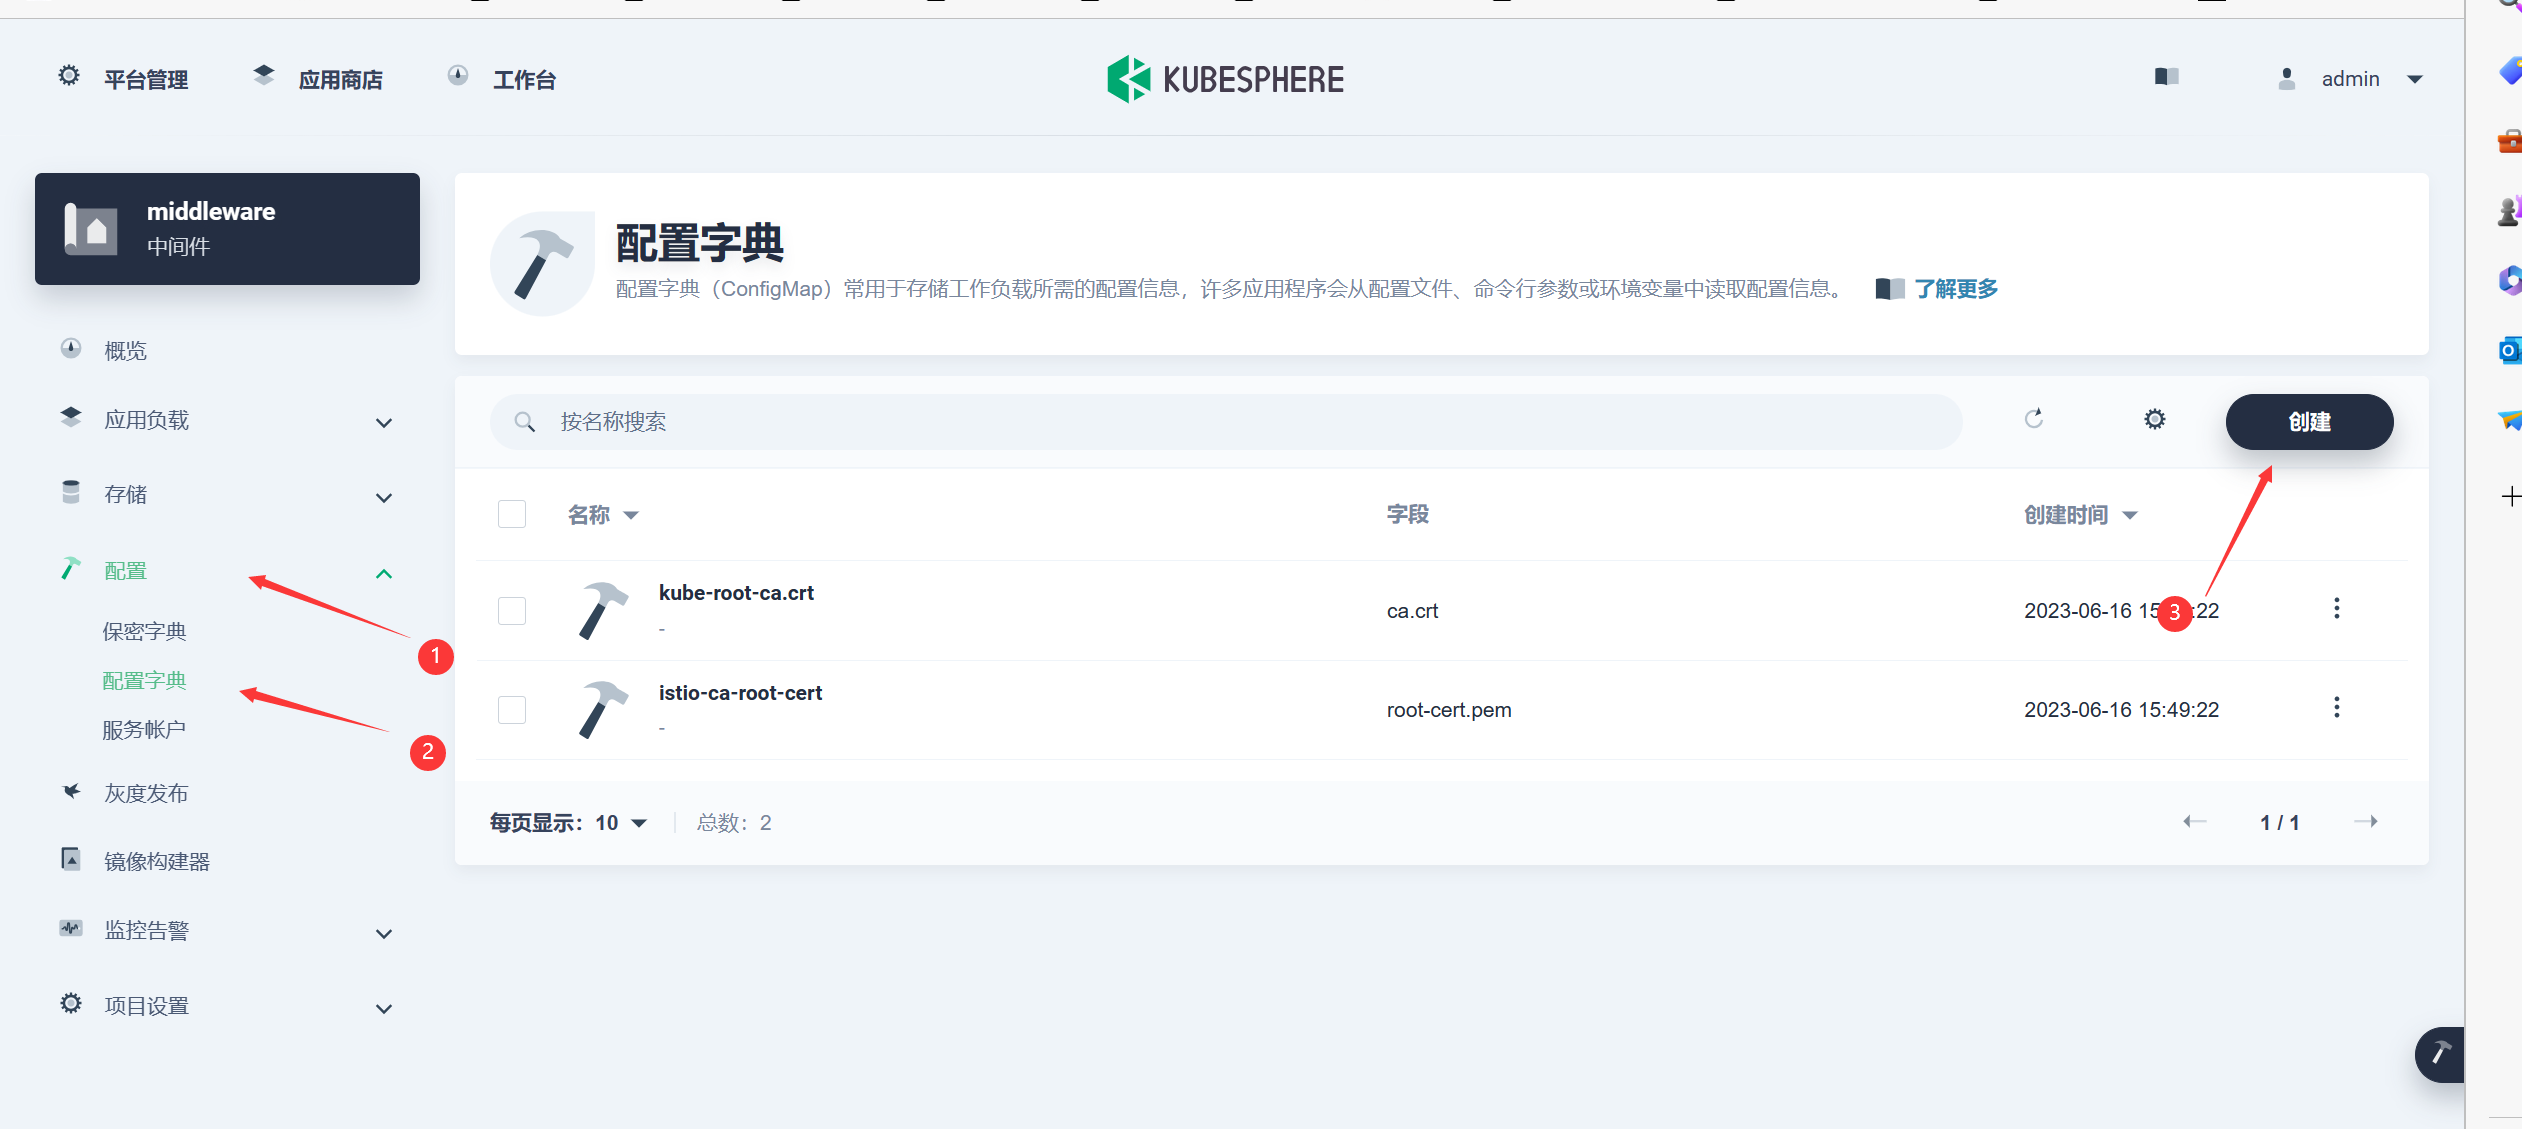 平台管理
应用商店
工作台
KUBESPHERE
admin
middleware
中间件
概览
应用负载
存储
配置
保密字典
配置字典
服务帐户
灰度发布
镜像构建器
监控告警
项目设置
1
2
配置字典
配置字典（ConfigMap）常用于存储工作负载所需的配置信息，许多应用程序会从配置文件、命令行参数或环境变量中读取配置信息。 了解更多
按名称搜索
创建
名称 字段 创建时间
kube-root-ca.crt
-
ca.crt
2023-06-16 15 3 :22
istio-ca-root-cert
-
root-cert.pem
2023-06-16 15:49:22
每页显示：10 总数：2
1 / 1